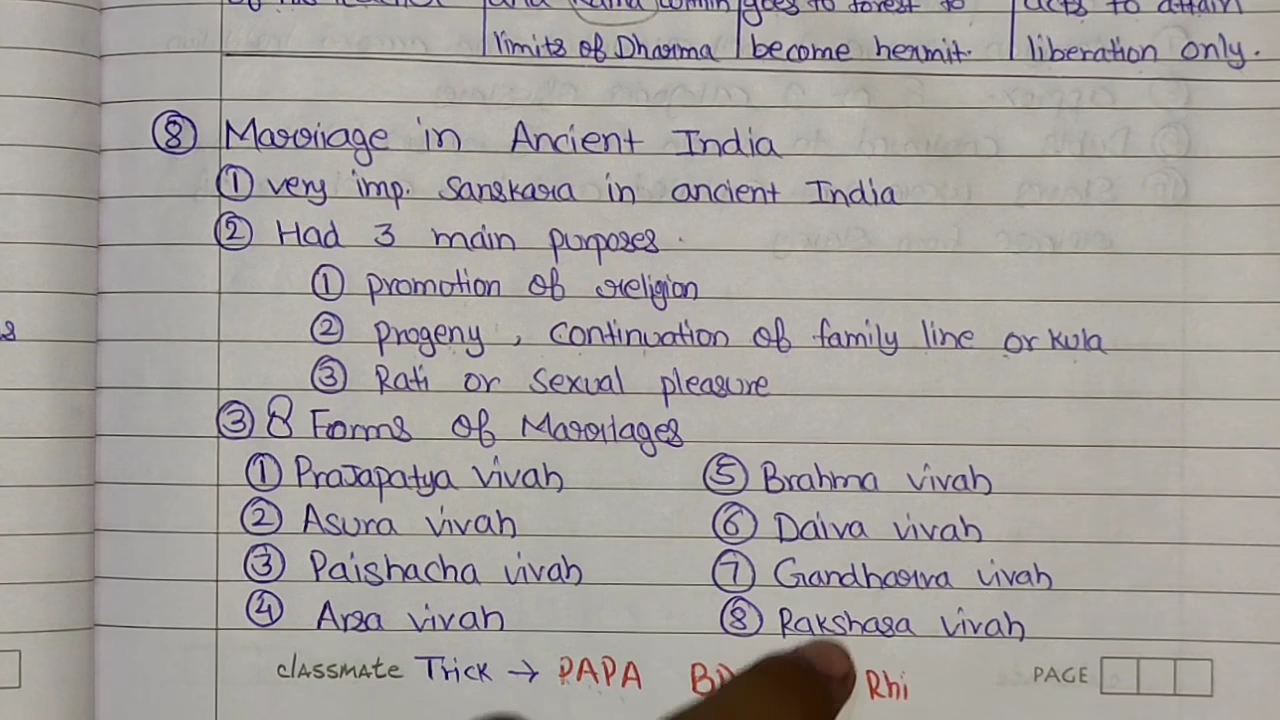 limits of Dharma become hermit. liberation only.
⑧ Marriage in Ancient India
① very imp. Sanskara in ancient India
② Had 3 main purposes.
① promotion of religion
② Progeny, continuation of family line or kula
③ Rati or sexual pleasure
③ 8 Forms of Marriages
① Prajapatya vivah ⑤ Brahma vivah
② Asura vivah ⑥ Daiva vivah
③ Paishacha vivah ⑦ Gandharva vivah
④ Arsa vivah ⑧ Rakshasa vivah
classmate Trick → PAPA Rhi PAGE